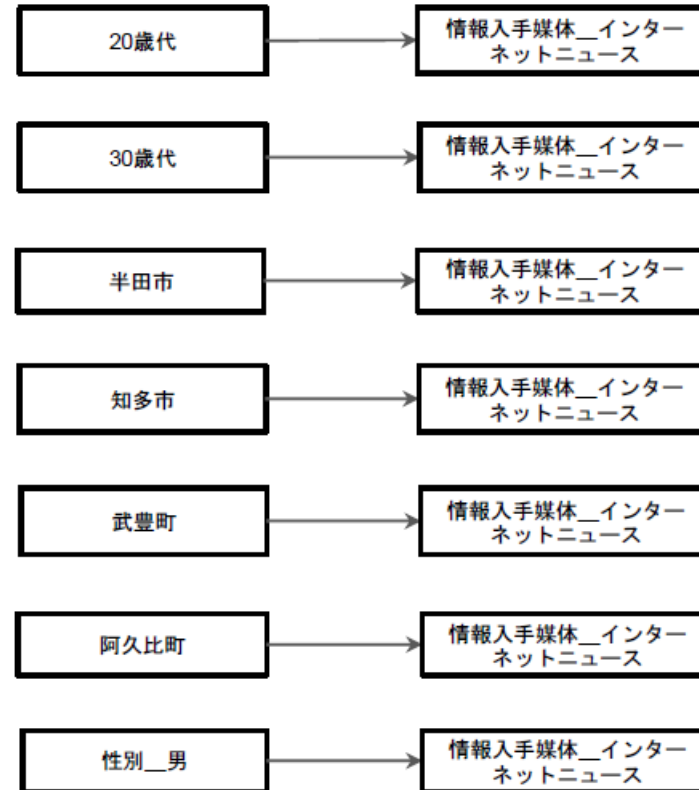 20歳代
情報入手媒体__インター
ネットニュース
30歳代
情報入手媒体__インター
ネットニュース
半田市
情報入手媒体__インター
ネットニュース
知多市
情報入手媒体__インター
ネットニュース
武豊町
情報入手媒体__インター
ネットニュース
阿久比町
情報入手媒体__インター
ネットニュース
性別__男
情報入手媒体__インター
ネットニュース